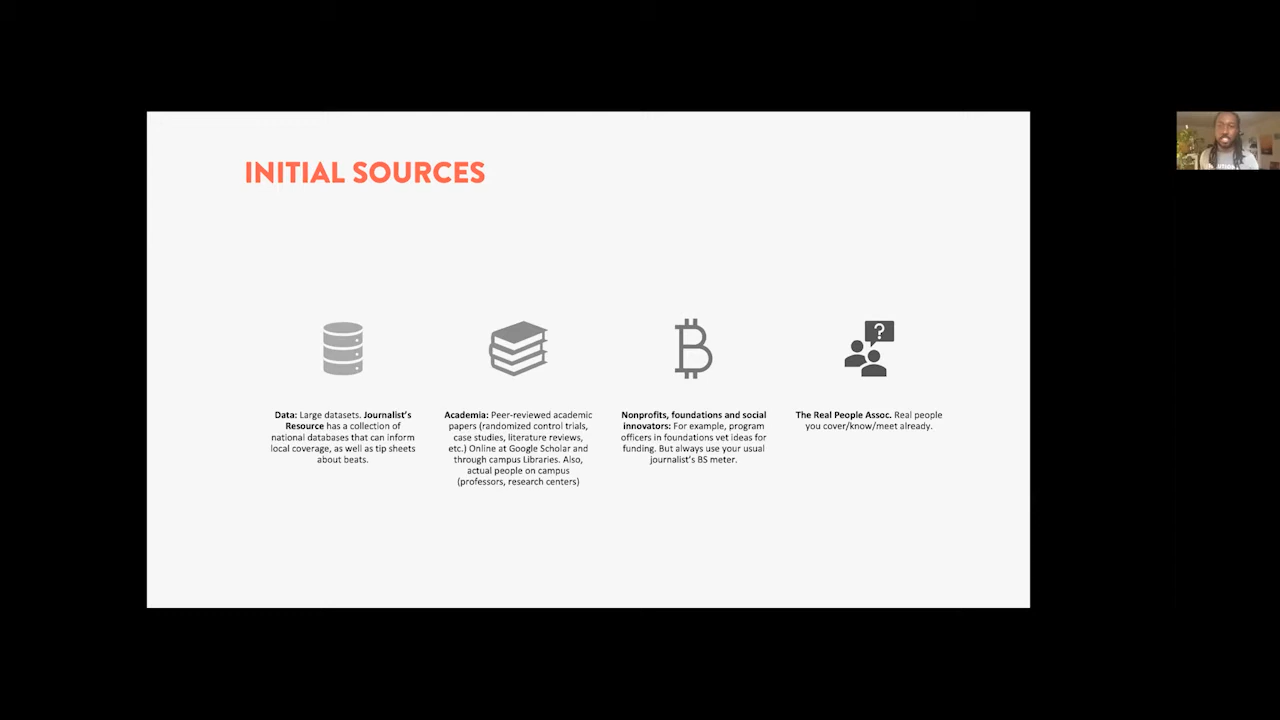 INITIAL SOURCES
Data: Large datasets. Journalist's
Resource has a collection of
national databases that can inform
local coverage, as well as tip sheets
about beats.
Academia: Peer-reviewed academic
papers (randomized control trials,
case studies, literature reviews,
etc.) Online at Google Scholar and
through campus Libraries. Also,
actual people on campus
(professors, research centers)
Nonprofits, foundations and social
innovators: For example, program
officers in foundations vet ideas for
funding. But always use your usual
journalist's BS meter.
The Real People Assoc. Real people
you cover/know/meet already.
?